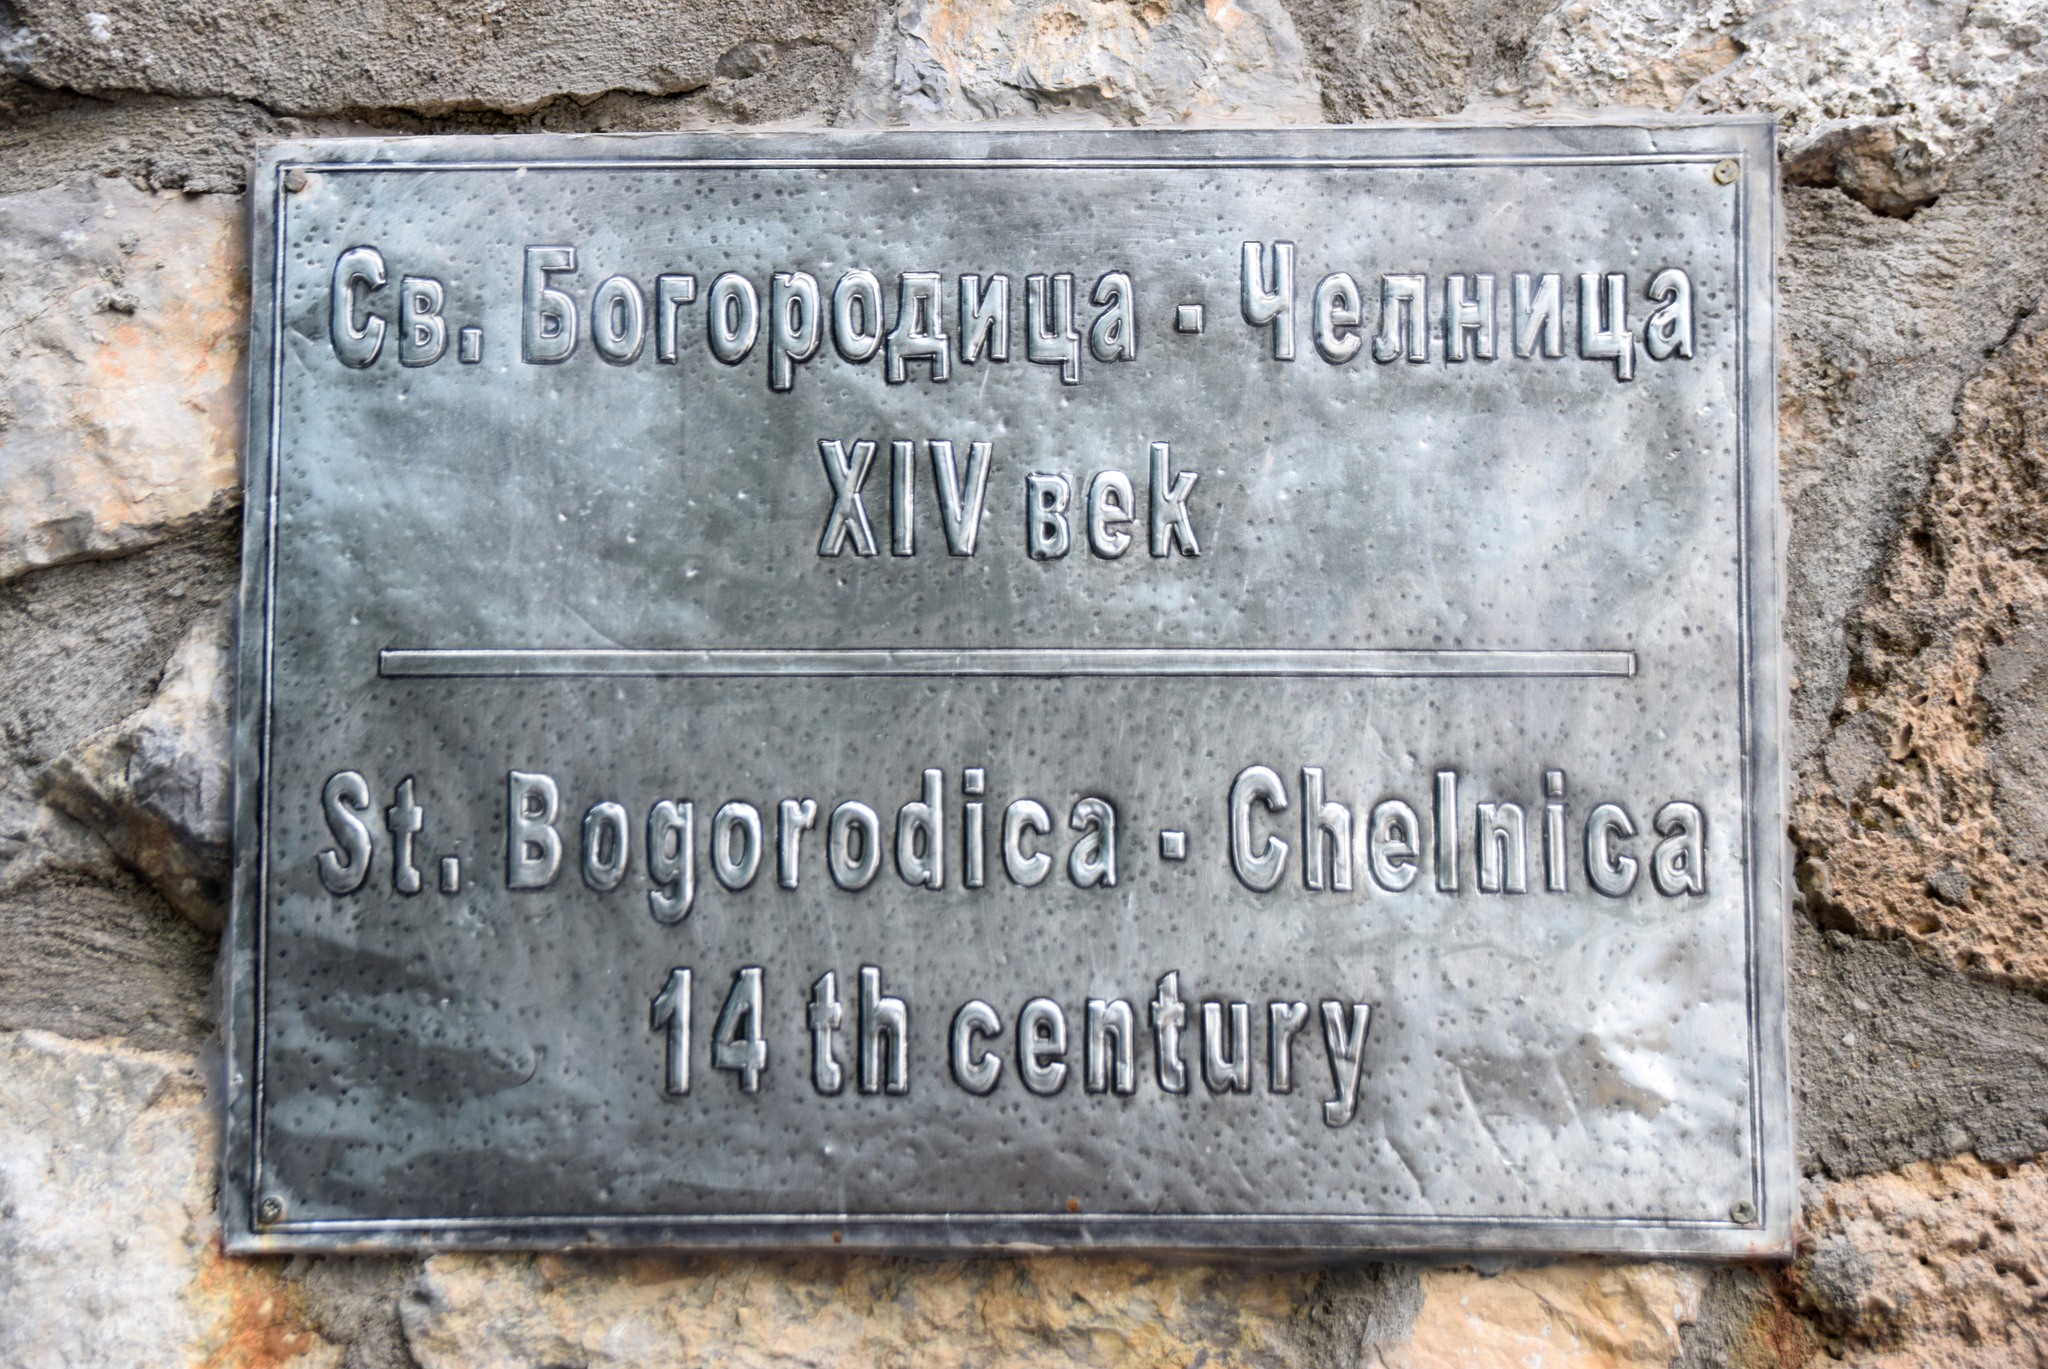 Св. Богородица - Челница
XIV век
St. Bogorodica - Chelnica
14 th century